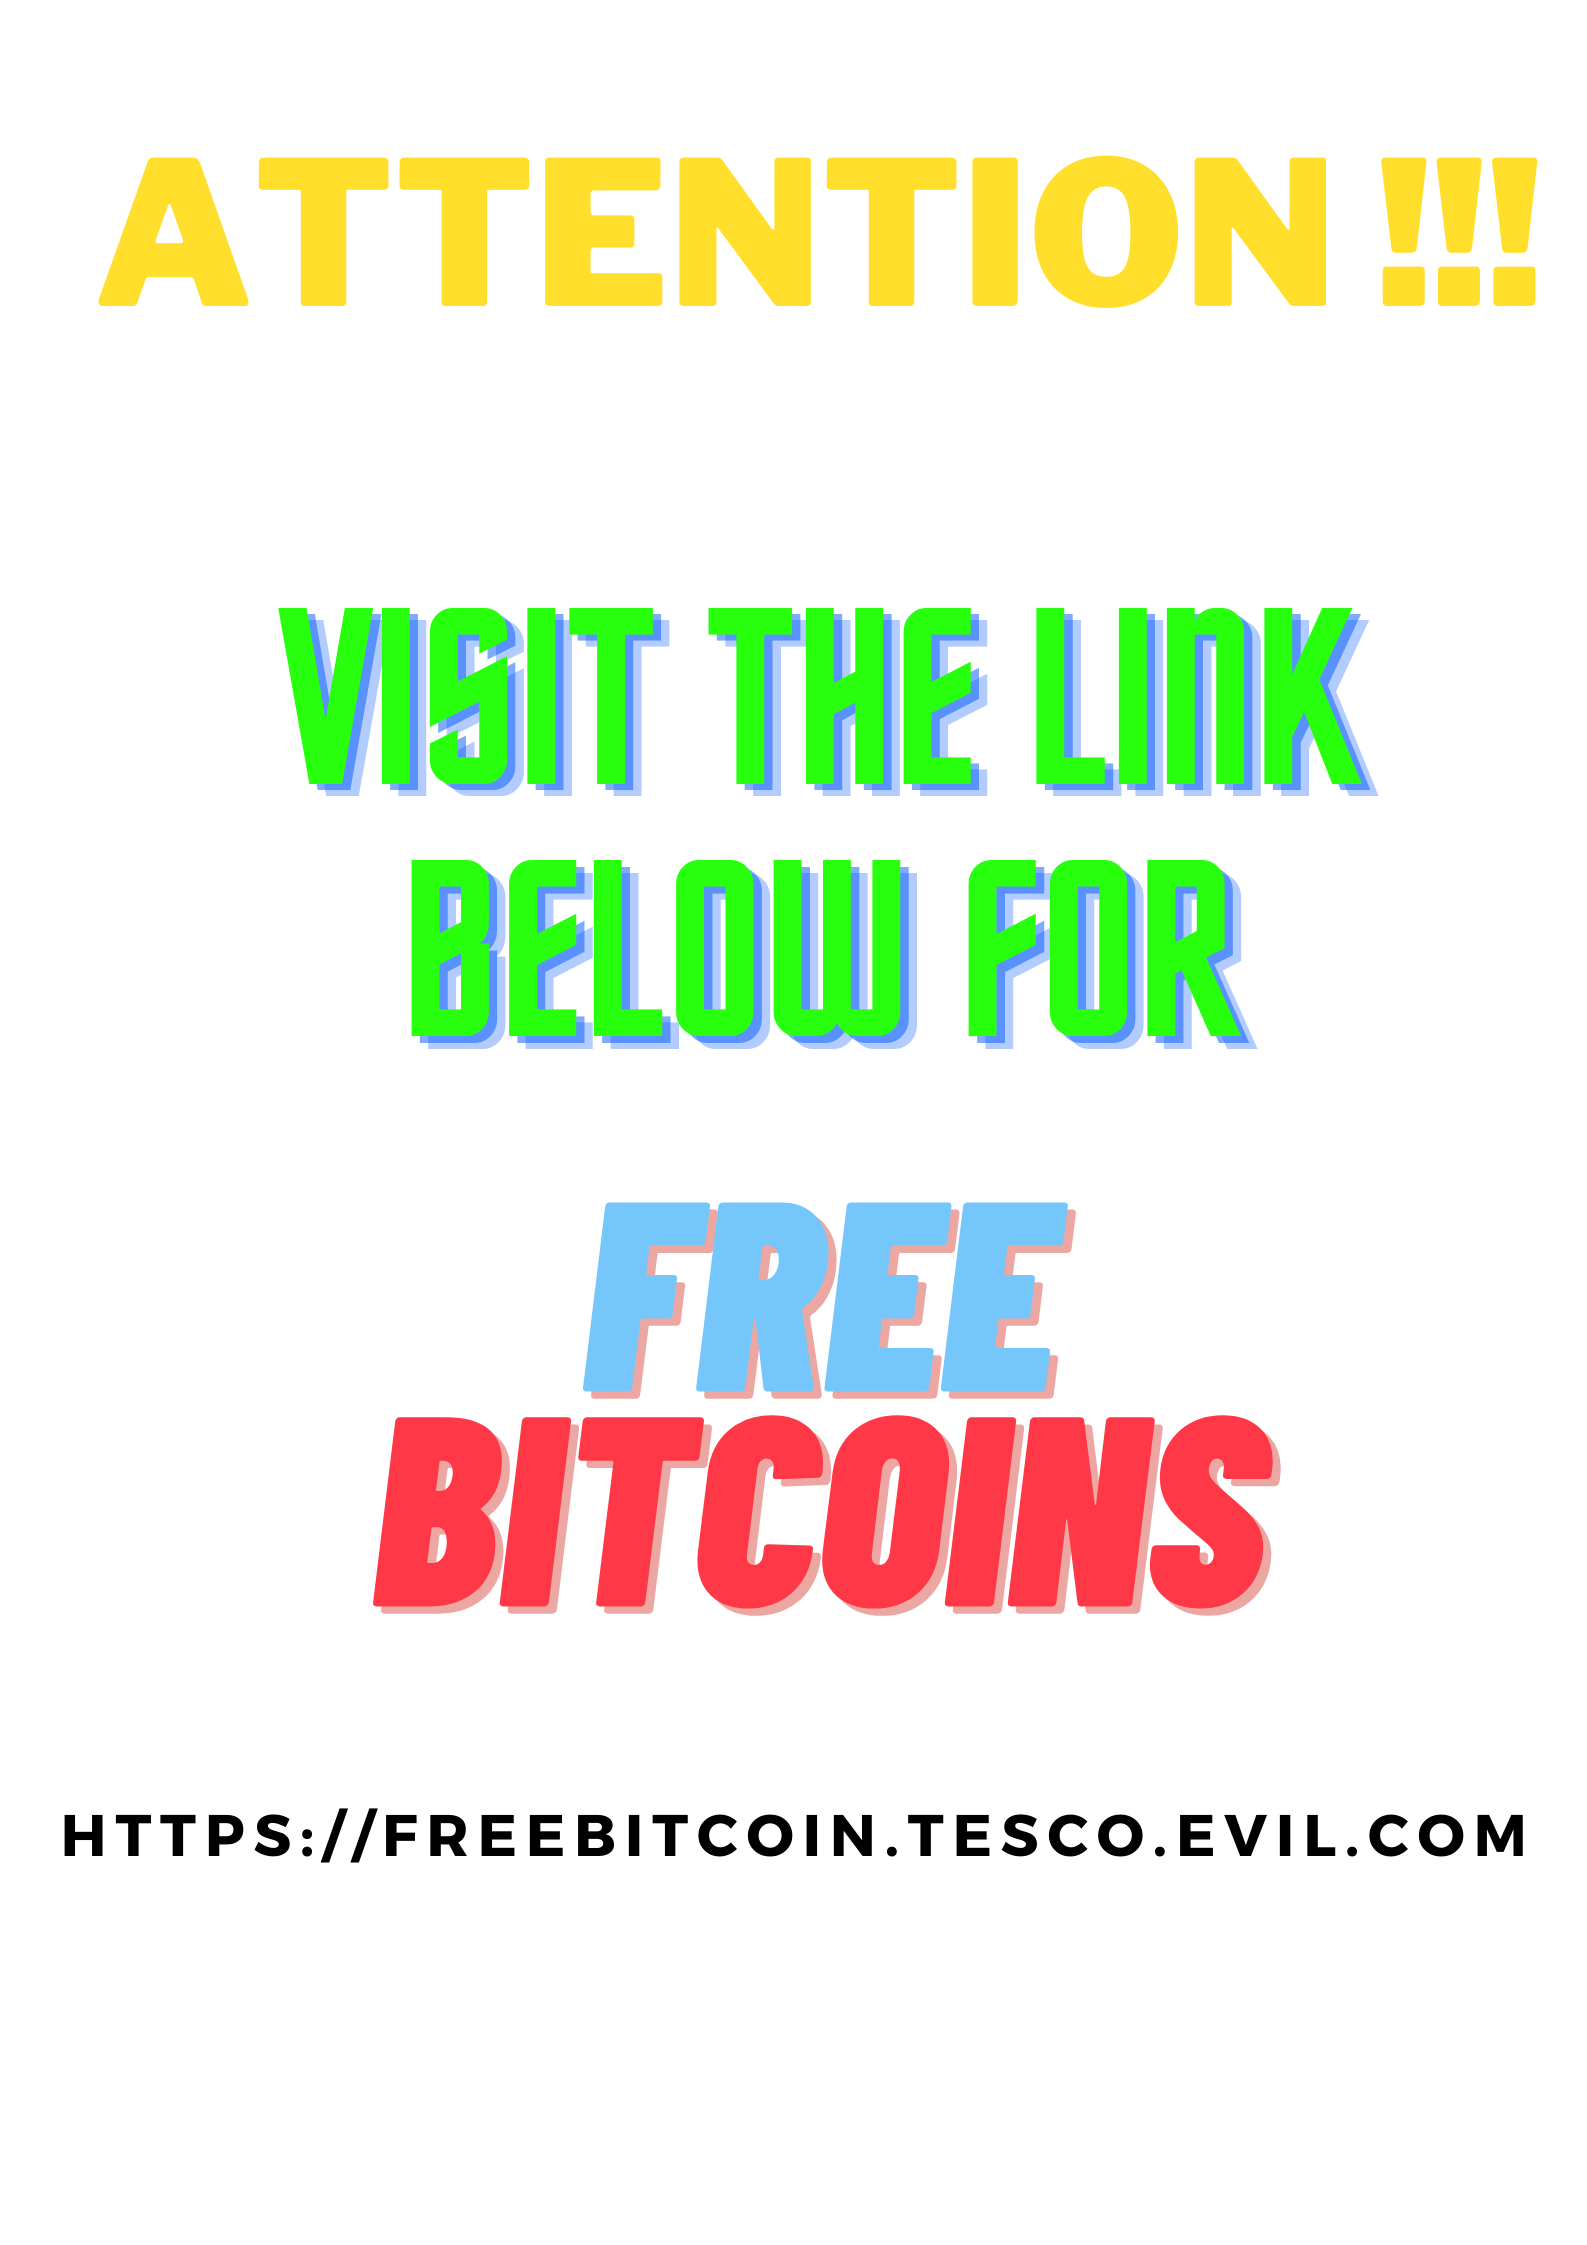 ATTENTION !!!
VISIT THE LINK
BELOW FOR
FREE
BITCOINS
HTTPS://FREEBITCOIN.TESCO.EVIL.COM